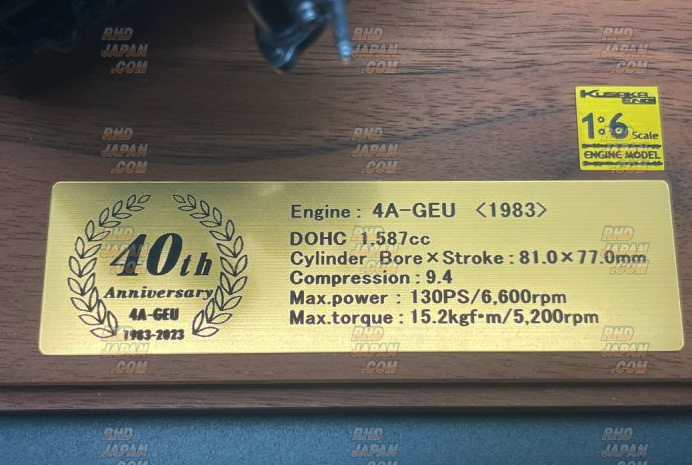 KUSAKA
ENG
1:6 Scale
ENGINE MODEL
40th
Anniversary
4A-GEU
1983-2023
Engine : 4A-GEU <1983>
DOHC 1,587cc
Cylinder Bore×Stroke : 81.0×77.0mm
Compression : 9.4
Max.power : 130PS/6,600rpm
Max.torque : 15.2kgf·m/5,200rpm
RHD
JAPAN
.COM